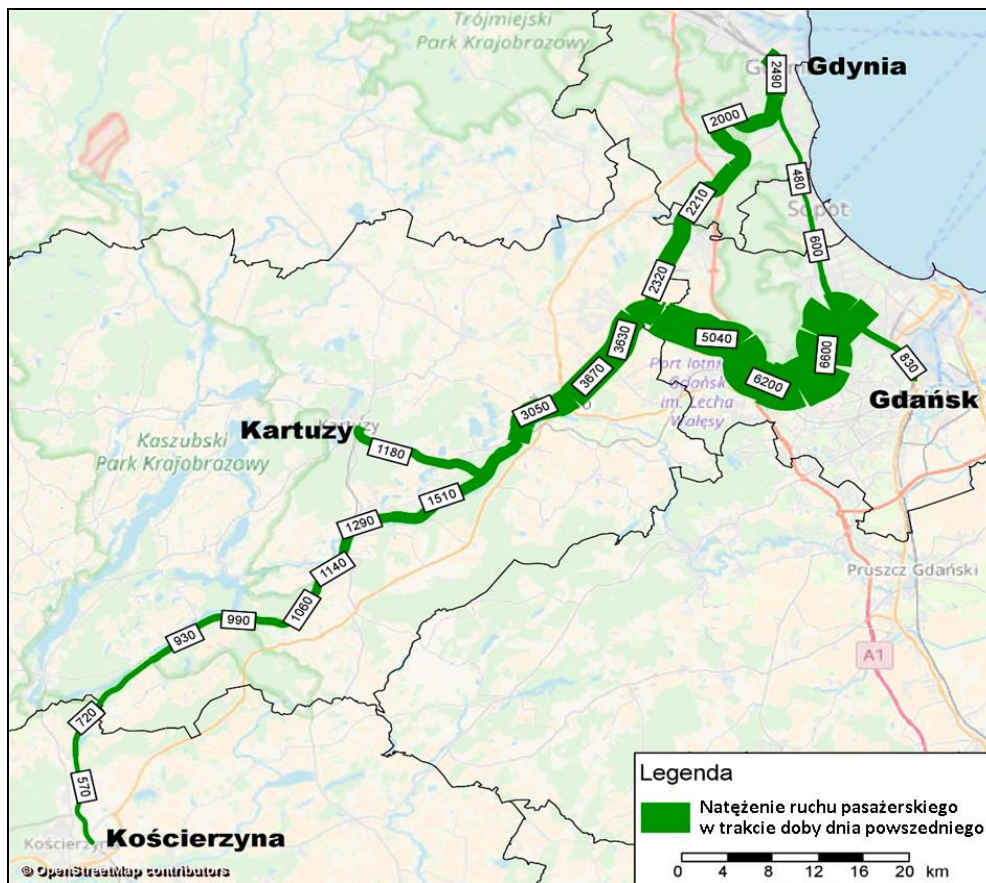 Trójmiejski
Park Krajobrazowy
Gdynia
2490
2000
480
Sopot
2210
600
2320
3630
5040
6600
3670
Port lotn
Gdańsk
im. Lecha
Wałęsy
6200
830
Gdańsk
3050
Kartuzy
Kartuzy
1180
Kaszubski
Park Krajobrazowy
1510
1290
1140
1060
990
930
Pruszcz Gdański
A1
720
570
Kościerzyna
Kościerzyn
Legenda
Natężenie ruchu pasażerskiego
w trakcie doby dnia powszedniego
0 4 8 12 16 20 km
© OpenStreetMap contributors